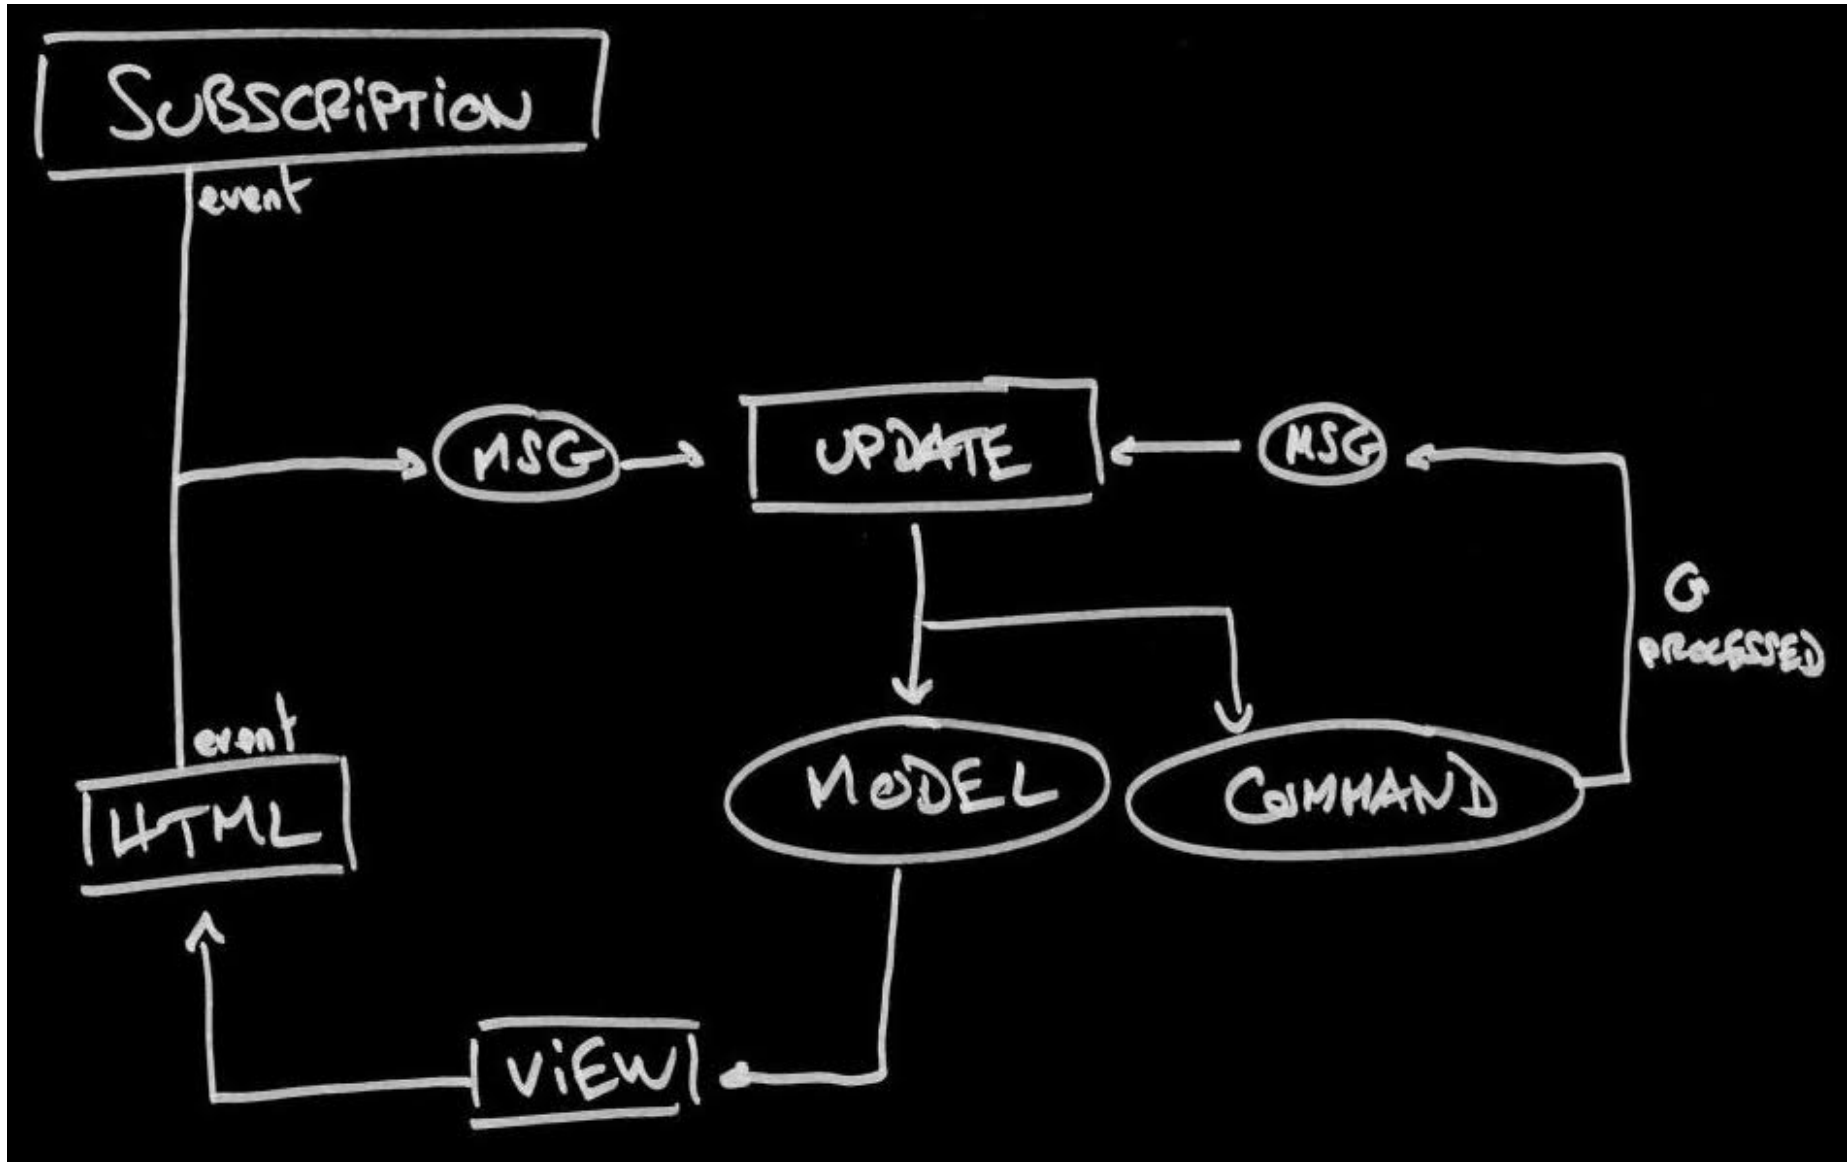 SUBSCRiPTiON
event
MSG
UPDATE
MSG
PROCESSED
event
HTML
MODEL
COMMAND
ViEW